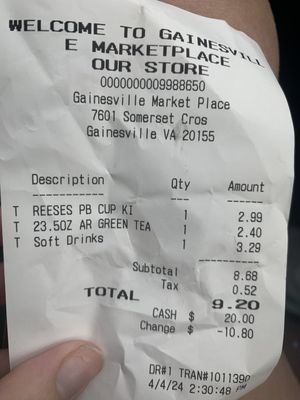 WELCOME TO GAINESVILL
E MARKETPLACE
OUR STORE
0000000009988650
Gainesville Market Place
7601 Somerset Cros
Gainesville VA 20155
Description Qty Amount
T REESES PB CUP KI 1 2.99
T 23.5OZ AR GREEN TEA 1 2.40
T Soft Drinks 1 3.29
Subtotal 8.68
Tax 0.52
TOTAL 9.20
CASH $ 20.00
Change $ -10.80
DR#1 TRAN#1011390
4/4/24 2:30:48 PM